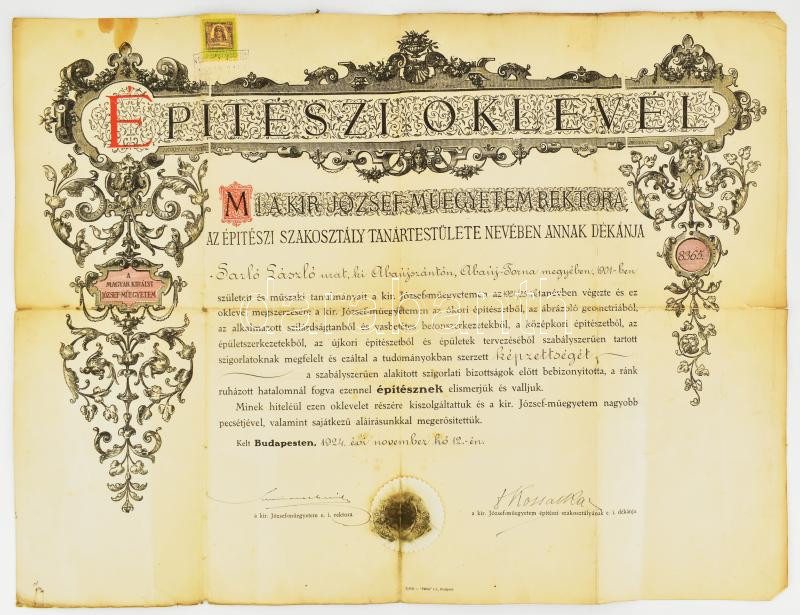 ÉPITÉSZI OKLEVÉL
MI A KIR. JÓZSEF-MŰEGYETEM REKTORA,
AZ ÉPITÉSZI SZAKOSZTÁLY TANÁRTESTÜLETE NEVÉBEN ANNAK DÉKÁNJA
8365.
A
MAGYAR KIRÁLYI
JÓZSEF-MŰEGYETEM
Sarló László urat, ki Abaújszántón, Abaúj-Torna megyében, 1901-ben
született és műszaki tanulmányait a kir. József-műegyetemen az tanévben végezte és ez
oklevél megszerzésére a kir. József-műegyetemen az ókori építészetből, az ábrázoló geometriából,
az alkalmazott szilárdságtanból és vasbetétes betonszerkezetekből, a középkori építészetből, az
épületszerkezetekből, az újkori építészetből és épületek tervezéséből szabályszerűen tartott
szigorlatoknak megfelelt és ezáltal a tudományokban szerzett képzettségét,
a szabályszerűen alakított szigorlati bizottságok előtt bebizonyította, a ránk
ruházott hatalomnál fogva építésznek elismerjük és valljuk.
Minek hiteléül ezen oklevelet részére kiszolgáltattuk és a kir. József-műegyetem nagyobb
pecsétjével, valamint sajátkezű aláírásunkkal megerősítettük.
Kelt Budapesten, 1924. évi november hó 12.-én.
a kir. József-műegyetem e. i. rektora.
a kir. József-műegyetem építészi szakosztályának e. i. dékánja